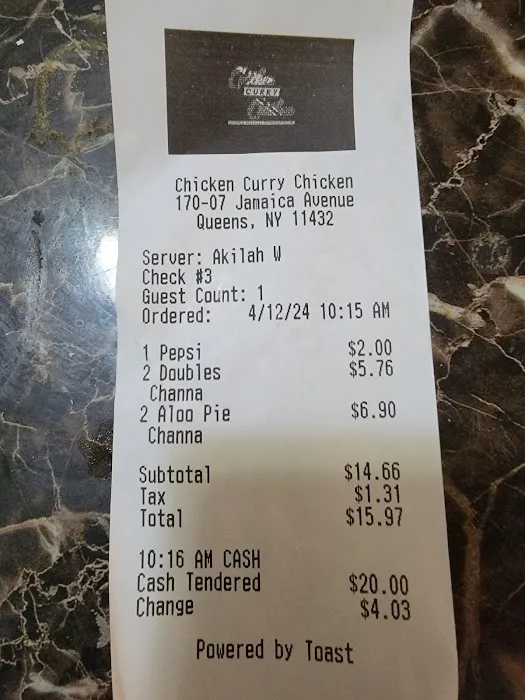 CURRY
Chicken Curry Chicken
170-07 Jamaica Avenue
Queens, NY 11432
Server: Akilah W
Check #3
Guest Count: 1
Ordered: 4/12/24 10:15 AM
1 Pepsi $2.00
2 Doubles $5.76
Channa
2 Aloo Pie $6.90
Channa
Subtotal $14.66
Tax $1.31
Total $15.97
10:16 AM CASH
Cash Tendered $20.00
Change $4.03
Powered by Toast